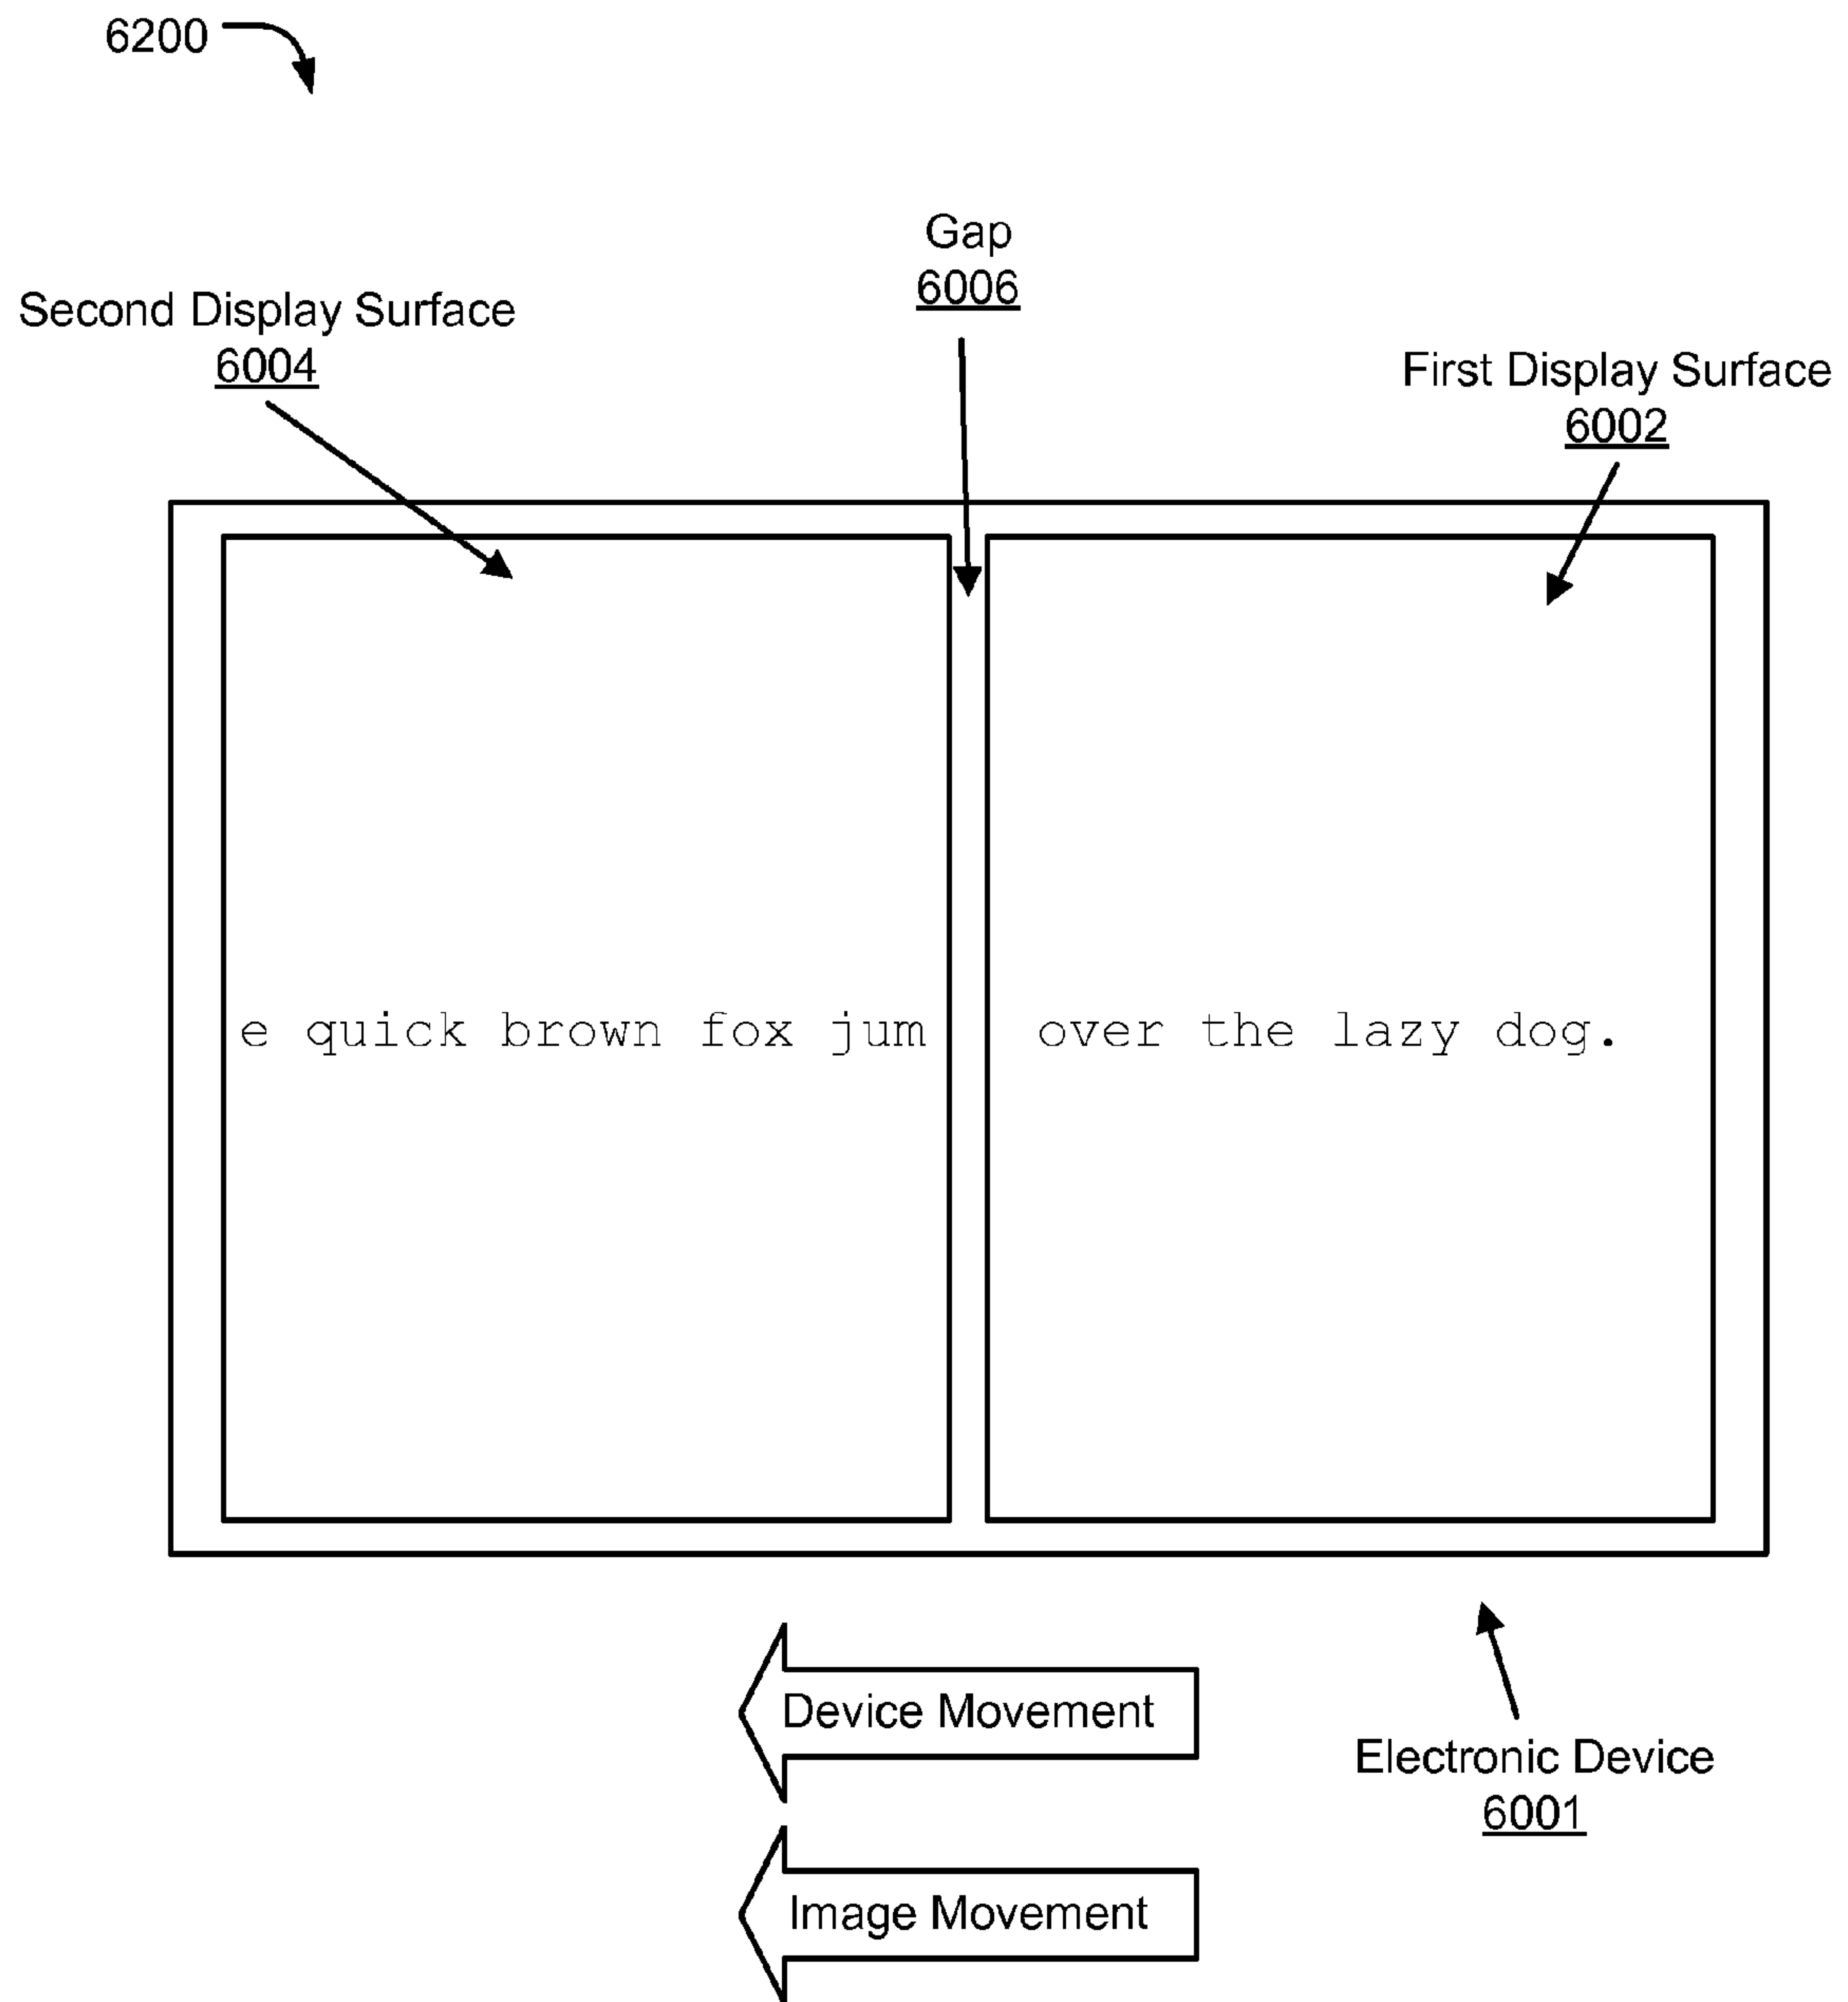 6200
Gap
6006
Second Display Surface
6004
First Display Surface
6002
e quick brown fox jum over the lazy dog.
Device Movement
Electronic Device
6001
Image Movement